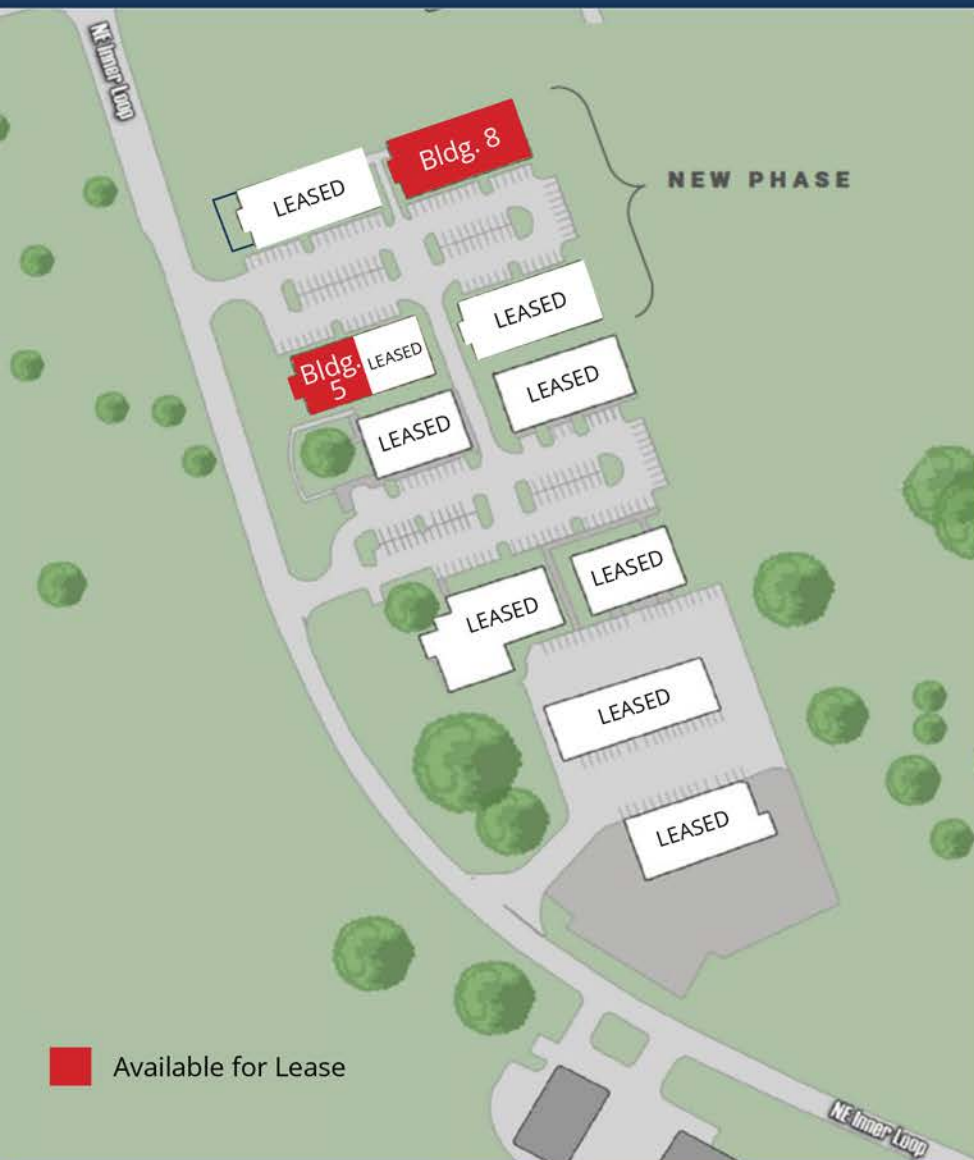 NE Inner Loop
Bldg. 8
LEASED
NEW PHASE
LEASED
LEASED
Bldg.
5
LEASED
LEASED
LEASED
LEASED
LEASED
LEASED
LEASED
Available for Lease
NE Inner Loop